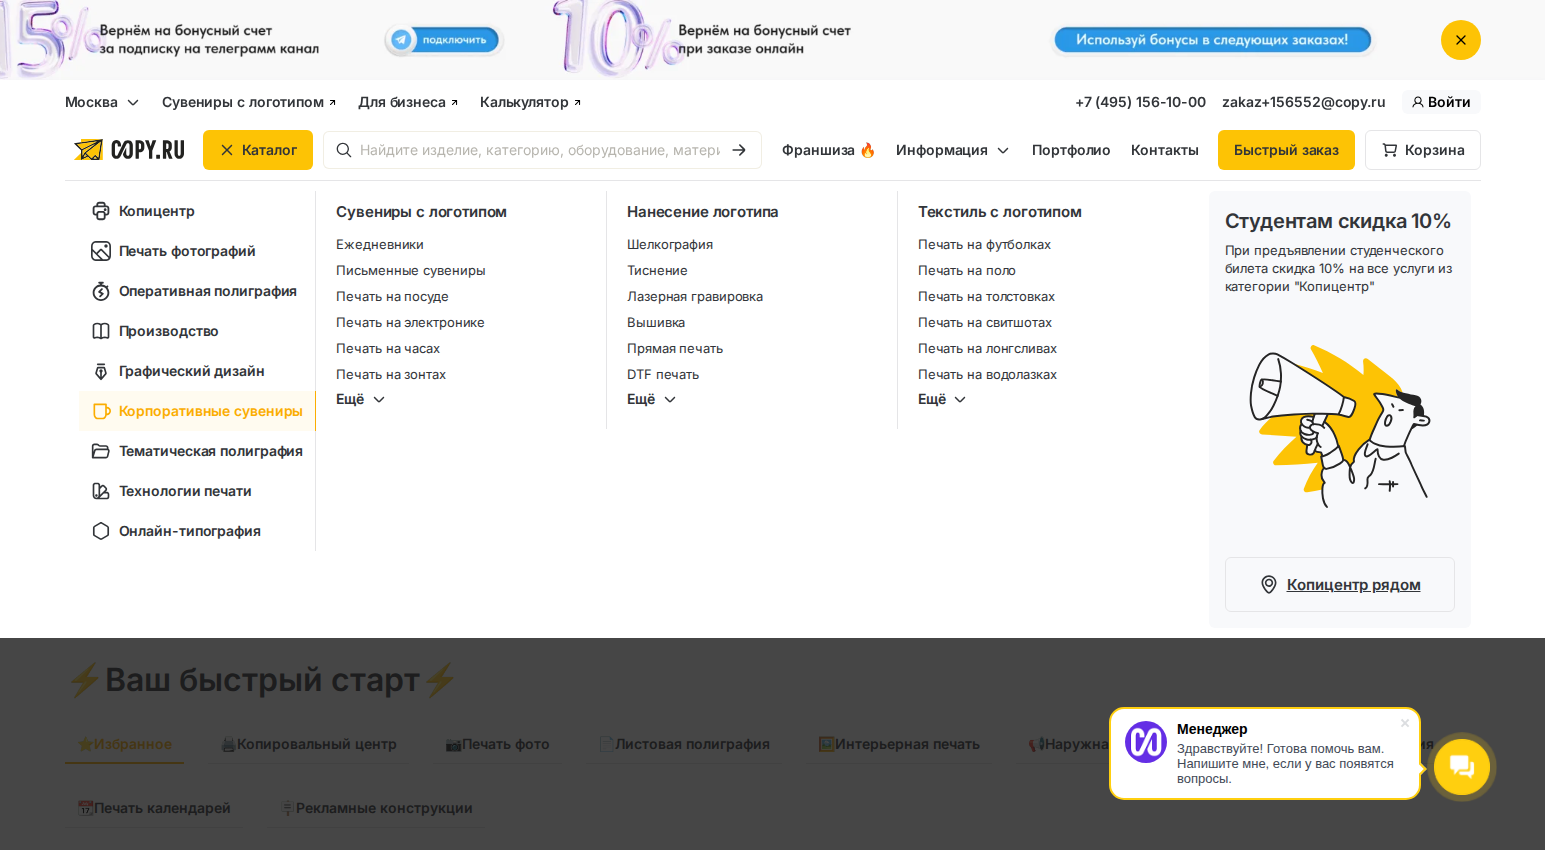 15%
Вернём на бонусный счет
за подписку на телеграмм канал
подключить
10%
Вернём на бонусный счет
при заказе онлайн
Используй бонусы в следующих заказах!
Москва
Сувениры с логотипом
Для бизнеса
Калькулятор
+7 (495) 156-10-00
zakaz+156552@copy.ru
Войти
COPY.RU
Каталог
Найдите изделие, категорию, оборудование, матери
Франшиза 🔥
Информация
Портфолио
Контакты
Быстрый заказ
Корзина
Копицентр
Печать фотографий
Оперативная полиграфия
Производство
Графический дизайн
Корпоративные сувениры
Тематическая полиграфия
Технологии печати
Онлайн-типография
Сувениры с логотипом
Ежедневники
Письменные сувениры
Печать на посуде
Печать на электронике
Печать на часах
Печать на зонтах
Ещё
Нанесение логотипа
Шелкография
Тиснение
Лазерная гравировка
Вышивка
Прямая печать
DTF печать
Ещё
Текстиль с логотипом
Печать на футболках
Печать на поло
Печать на толстовках
Печать на свитшотах
Печать на лонгсливах
Печать на водолазках
Ещё
Студентам скидка 10%
При предъявлении студенческого
билета скидка 10% на все услуги из
категории "Копицентр"
Копицентр рядом
⚡Ваш быстрый старт⚡
⭐Избранное
🖨️Копировальный центр
📷Печать фото
📄Листовая полиграфия
🖼️Интерьерная печать
📢Наружна
📆Печать календарей
🪧Рекламные конструкции
Менеджер
Здравствуйте! Готова помочь вам.
Напишите мне, если у вас появятся
вопросы.